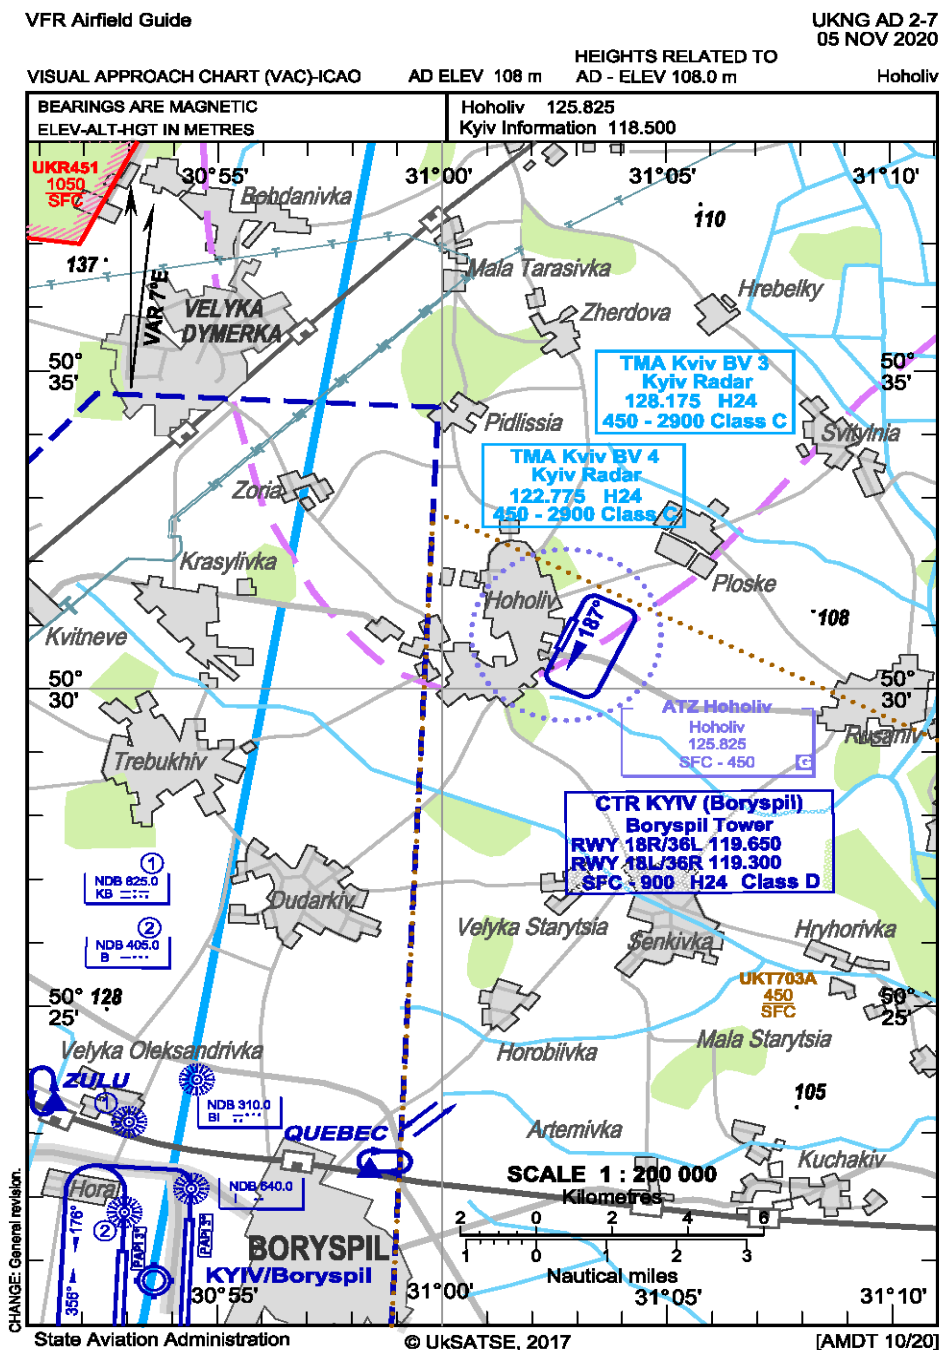 VFR Airfield Guide
UKNG AD 2-7
05 NOV 2020
VISUAL APPROACH CHART (VAC)-ICAO
AD ELEV 108 m
HEIGHTS RELATED TO
AD - ELEV 108.0 m
Hoholiv
BEARINGS ARE MAGNETIC
ELEV-ALT-HGT IN METRES
Hoholiv 125.825
Kyiv Information 118.500
UKR451
1050
SFC
30°55'
31°00'
31°05'
31°10'
Bohdanivka
110
137
VAR 7°E
Mala Tarasivka
Hrebelky
VELYKA
DYMERKA
Zherdova
50°
35'
50°
35'
TMA Kviv BV 3
Kyiv Radar
128.175 H24
450 - 2900 Class C
Pidlissia
Svitylnia
TMA Kyiv BV 4
Kyiv Radar
122.775 H24
450 - 2900 Class C
Zoria
Krasylivka
Ploske
Hoholiv
187°
108
Kvitneve
50°
30'
50°
30'
ATZ Hoholiv
Hoholiv
125.825
SFC - 450
G
Rusaniv
Trebukhiv
CTR KYIV (Boryspil)
Boryspil Tower
RWY 18R/36L 119.650
RWY 18L/36R 119.300
SFC - 900 H24 Class D
1
NDB 625.0
KB
Dudarkiv
2
NDB 405.0
B
Velyka Starytsia
Senkivka
Hryhorivka
UKT703A
450
SFC
50°
25'
128
50°
25'
Velyka Oleksandrivka
Horobiivka
Mala Starytsia
ZULU
1
NDB 310.0
BI
105
QUEBEC
Artemivka
Kuchakiv
SCALE 1 : 200 000
Kilometres
NDB 640.0
I
Hora
2
176°
356°
PAPI 3°
PAPI 3°
2 0 2 4 6
1 0 1 2 3
Nautical miles
BORYSPIL
KYIV/Boryspil
30°55'
31°00'
31°05'
31°10'
CHANGE: General revision.
State Aviation Administration
© UkSATSE, 2017
[AMDT 10/20]